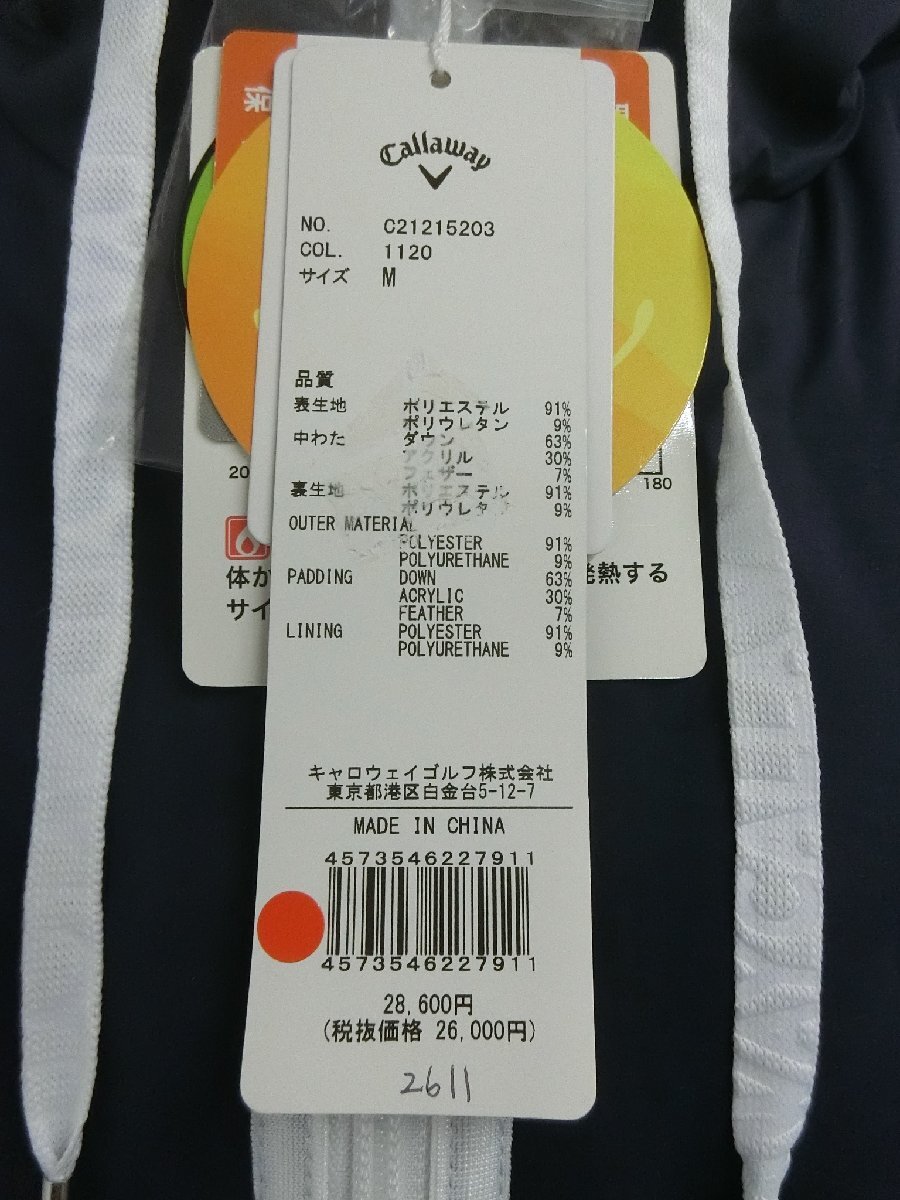 Callaway
NO. C21215203
COL. 1120
サイズ M
品質
表生地 ポリエステル 91%
ポリウレタン 9%
中わた ダウン 63%
アクリル 30%
フェザー 7%
裏生地 ポリエステル 91%
ポリウレタン 9%
OUTER MATERIAL
POLYESTER 91%
POLYURETHANE 9%
PADDING DOWN 63%
ACRYLIC 30%
FEATHER 7%
LINING POLYESTER 91%
POLYURETHANE 9%
キャロウェイゴルフ株式会社
東京都港区白金台5-12-7
MADE IN CHINA
4573546227911
4573546227911
28,600円
(税抜価格 26,000円)
2611
保
20
180
体か
発熱する
サイ